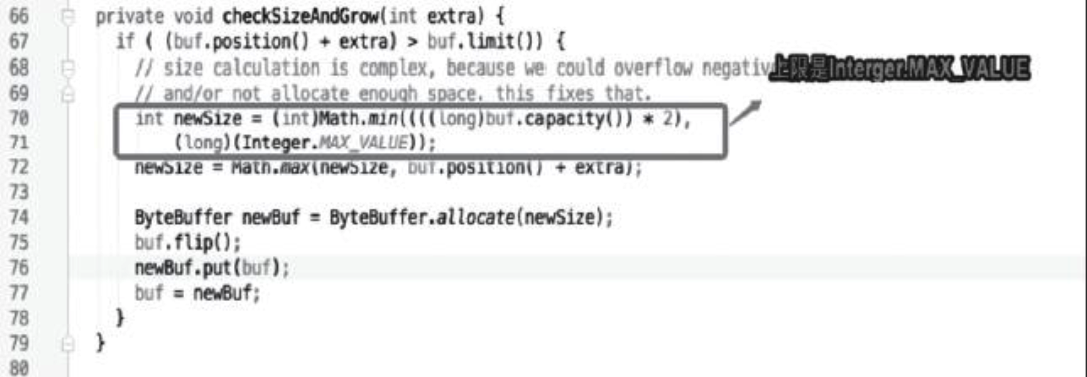 66 private void checkSizeAndGrow(int extra) {
67 if ( (buf.position() + extra) > buf.limit()) {
68 // size calculation is complex, because we could overflow negativ
上限是Interger.MAX_VALUE
69 // and/or not allocate enough space. this fixes that.
70 int newSize = (int)Math.min((((long)buf.capacity()) * 2),
71 (long)(Integer.MAX_VALUE));
72 newSize = Math.max(newSize, buf.position() + extra);
73
74 ByteBuffer newBuf = ByteBuffer.allocate(newSize);
75 buf.flip();
76 newBuf.put(buf);
77 buf = newBuf;
78 }
79 }
80